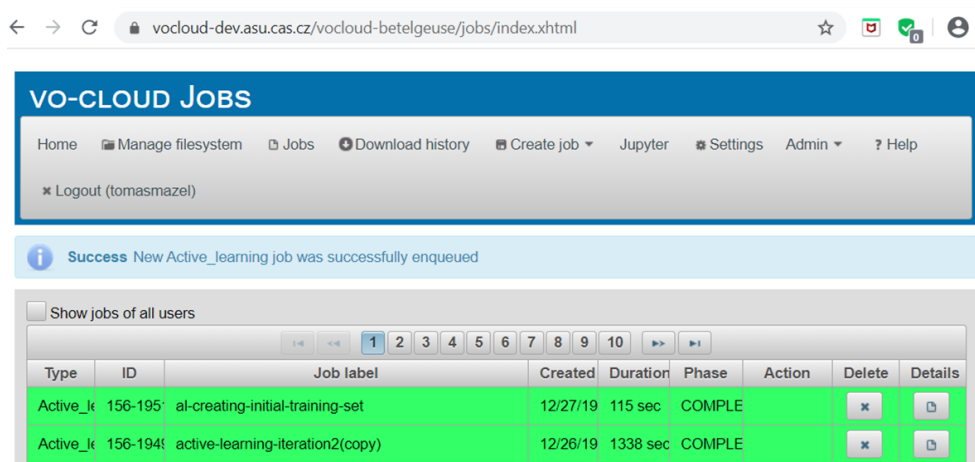 vocloud-dev.asu.cas.cz/vocloud-betelgeuse/jobs/index.xhtml
0
VO-CLOUD JOBS
Home Manage filesystem Jobs Download history Create job Jupyter Settings Admin ? Help
Logout (tomasmazel)
Success New Active_learning job was successfully enqueued
Show jobs of all users
1 2 3 4 5 6 7 8 9 10
Type ID Job label Created Duration Phase Action Delete Details
Active_le 156-195 al-creating-initial-training-set 12/27/19 115 sec COMPLE
Active_le 156-194 active-learning-iteration2(copy) 12/26/19 1338 sec COMPLE